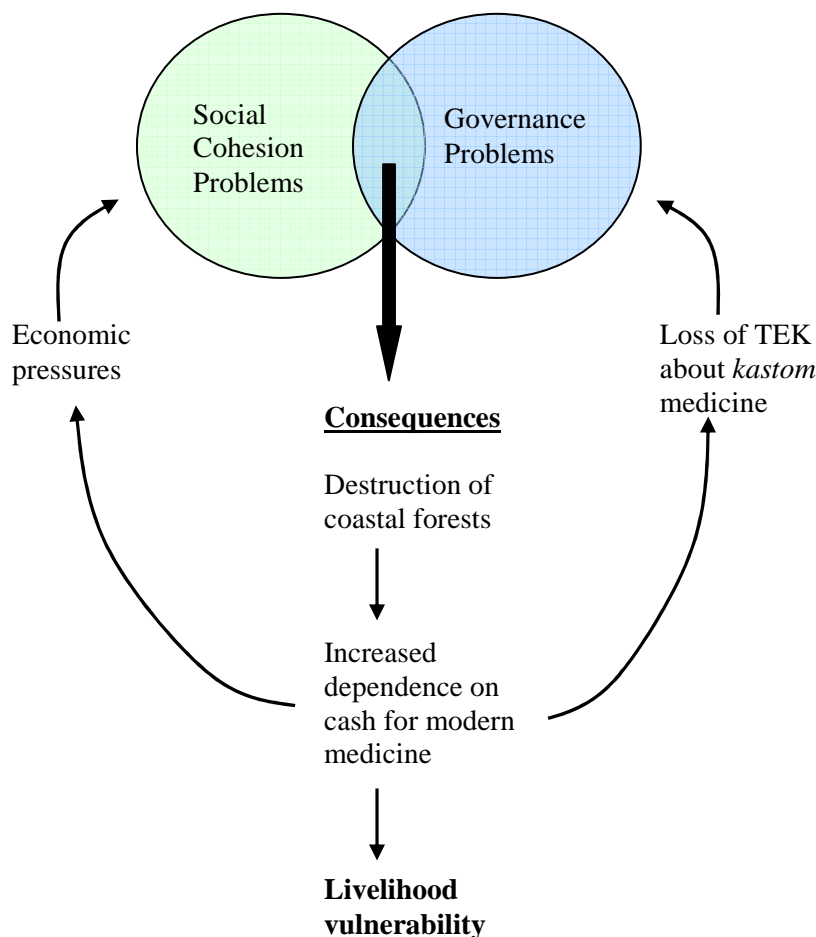 Social
Cohesion
Problems
Governance
Problems
Economic
pressures
Loss of TEK
about kastom
medicine
Consequences
Destruction of
coastal forests
Increased
dependence on
cash for modern
medicine
Livelihood
vulnerability